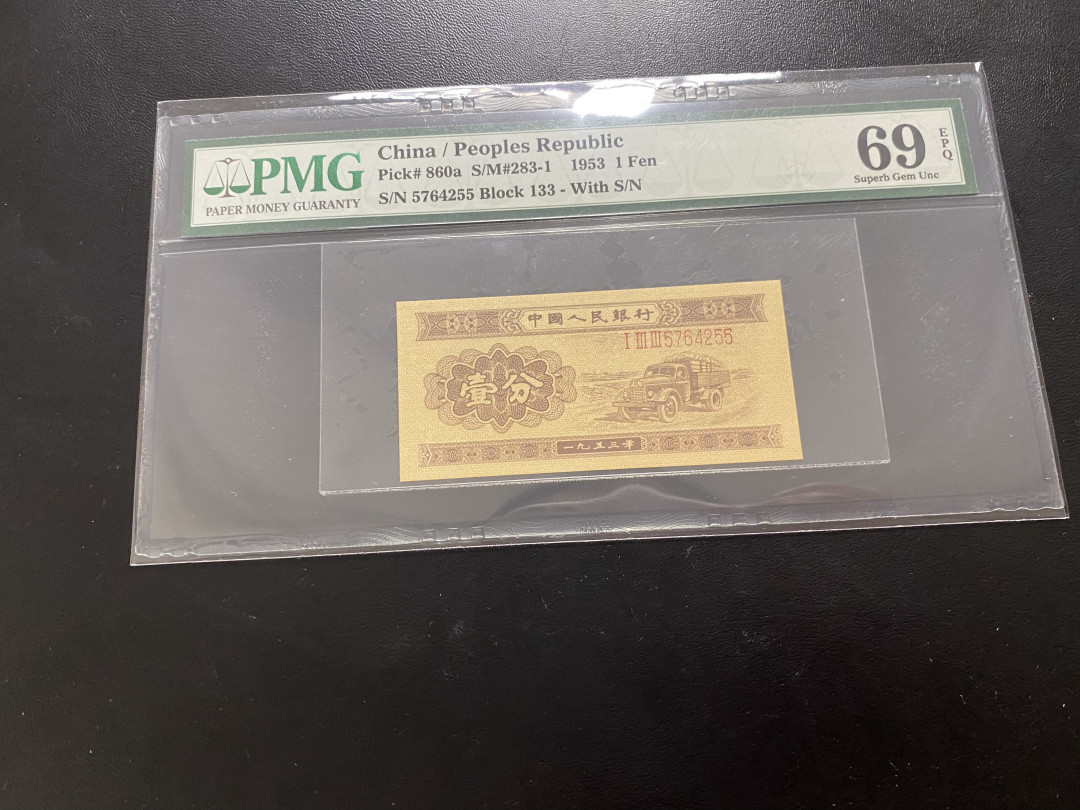 PMG
PAPER MONEY GUARANTY
China / Peoples Republic
Pick# 860a S/M#283-1 1953 1 Fen
S/N 5764255 Block 133 - With S/N
69
EPQ
Superb Gem Unc
中國人民銀行
I III III 5764255
壹分
一九五三年